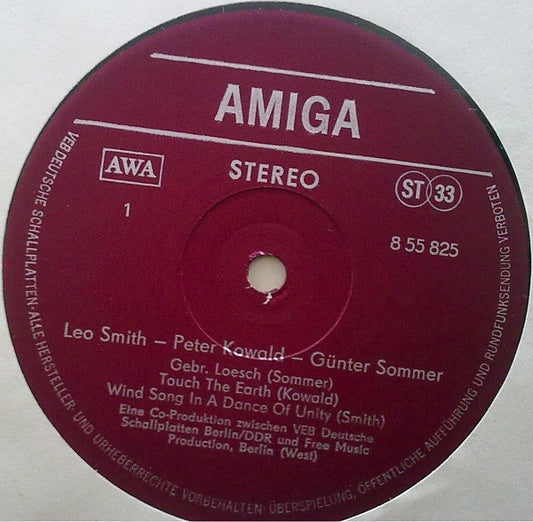 AMIGA
AWA
STEREO
ST 33
1
8 55 825
Leo Smith – Peter Kowald – Günter Sommer
Gebr. Loesch (Sommer)
Touch The Earth (Kowald)
Wind Song In A Dance Of Unity (Smith)
Eine Co-Produktion zwischen VEB Deutsche
Schallplatten Berlin/DDR und Free Music
Production, Berlin (West)
VEB DEUTSCHE SCHALLPLATTEN · ALLE HERSTELLER- UND URHEBERRECHTE VORBEHALTEN · ÜBERSPIELUNG, ÖFFENTLICHE AUFFÜHRUNG UND RUNDFUNKSENDUNG VERBOTEN